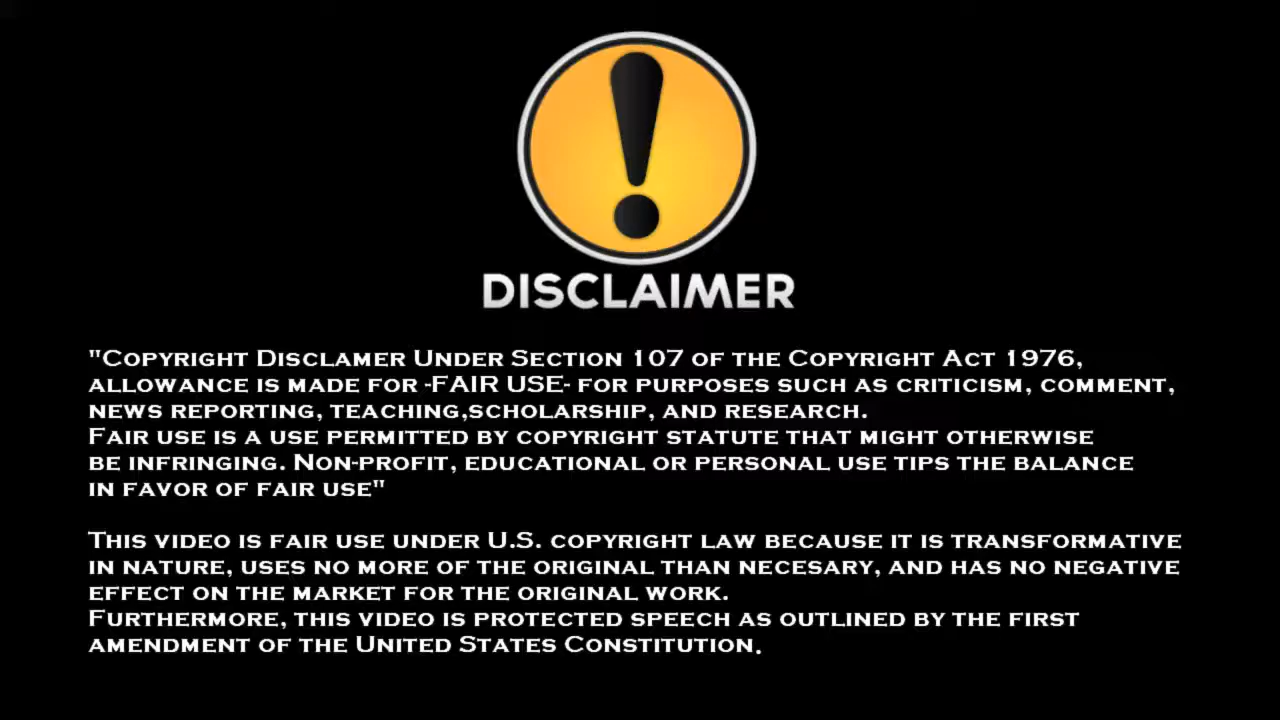 DISCLAIMER
"Copyright Disclamer Under Section 107 of the Copyright Act 1976,
allowance is made for -FAIR USE- for purposes such as criticism, comment,
news reporting, teaching,scholarship, and research.
Fair use is a use permitted by copyright statute that might otherwise
be infringing. Non-profit, educational or personal use tips the balance
in favor of fair use"
This video is fair use under U.S. copyright law because it is transformative
in nature, uses no more of the original than necesary, and has no negative
effect on the market for the original work.
Furthermore, this video is protected speech as outlined by the first
amendment of the United States Constitution.